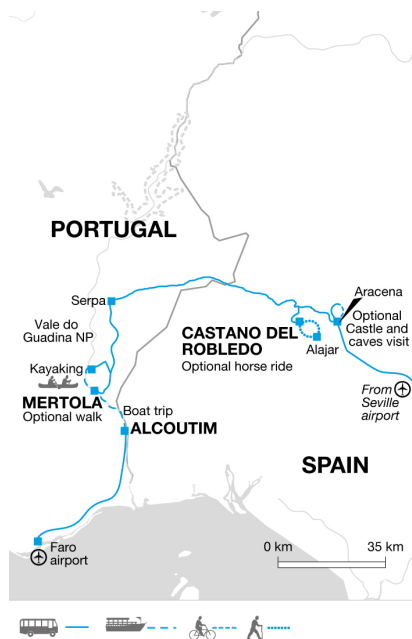 PORTUGAL
Serpa
Aracena
Vale do
Guadina NP
CASTANO DEL
ROBLEDO
Optional horse ride
Optional
Castle and
caves visit
Alajar
Kayaking
From
Seville
airport
MERTOLA
Optional walk
Boat trip
ALCOUTIM
SPAIN
Faro
airport
0 km
35 km